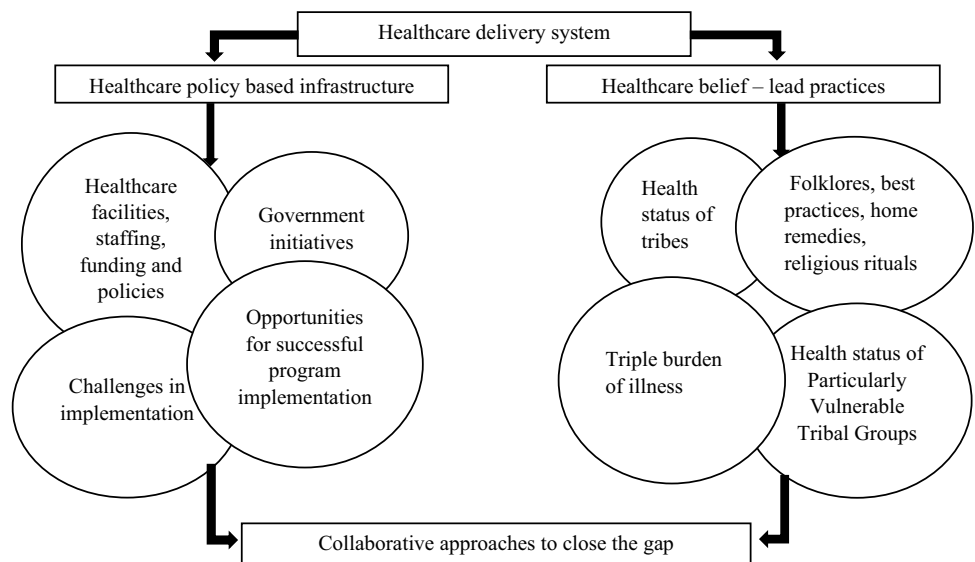 Healthcare delivery system
Healthcare policy based infrastructure
Healthcare belief – lead practices
Healthcare
facilities,
staffing,
funding and
policies
Government
initiatives
Opportunities
for successful
program
implementation
Challenges in
implementation
Health
status of
tribes
Folklores, best
practices, home
remedies,
religious rituals
Triple burden
of illness
Health status of
Particularly
Vulnerable
Tribal Groups
Collaborative approaches to close the gap